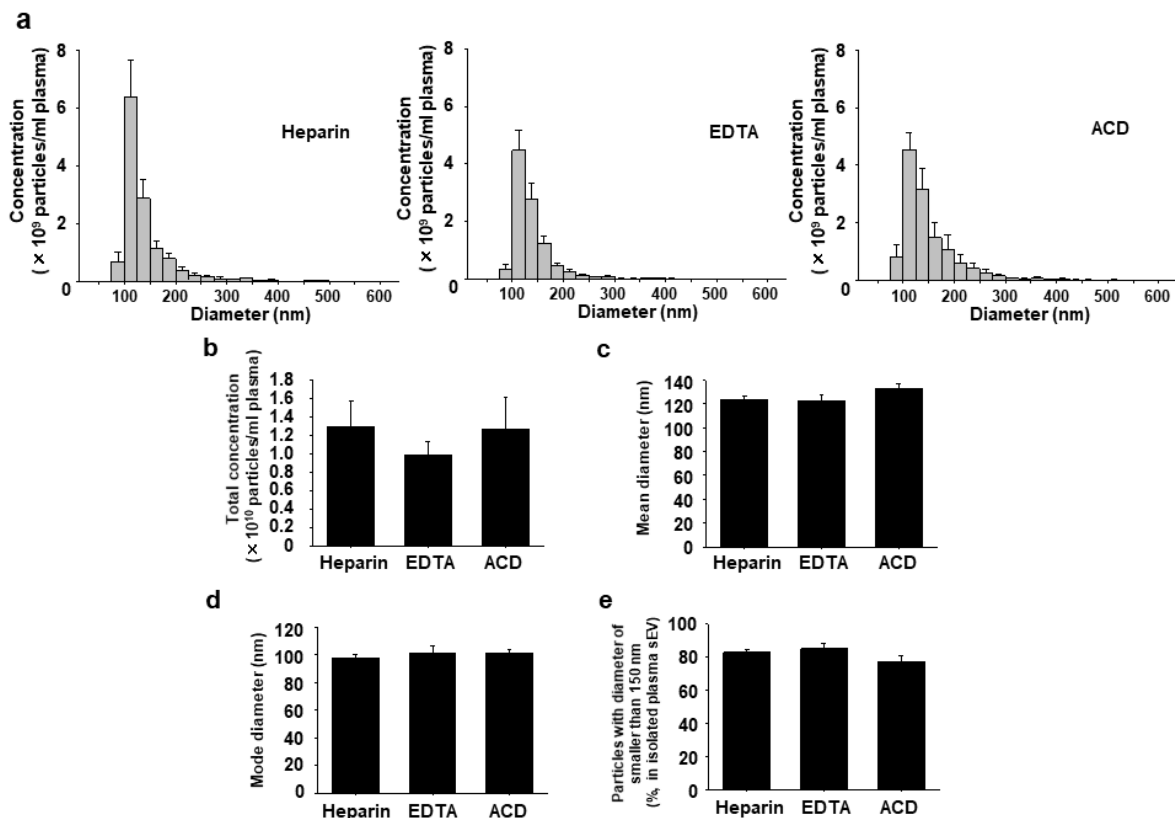 a
Concentration
(×10⁹ particles/ml plasma)
8
6
4
2
0
Heparin
100 200 300 400 500 600
Diameter (nm)
Concentration
(×10⁹ particles/ml plasma)
8
6
4
2
0
EDTA
100 200 300 400 500 600
Diameter (nm)
Concentration
(×10⁹ particles/ml plasma)
8
6
4
2
0
ACD
100 200 300 400 500 600
Diameter (nm)
b
Total concentration
(×10¹⁰ particles/ml plasma)
1.8
1.6
1.4
1.2
1.0
0.8
0.6
0.4
0.2
0
Heparin EDTA ACD
c
Mean diameter (nm)
140
120
100
80
60
40
20
0
Heparin EDTA ACD
d
Mode diameter (nm)
120
100
80
60
40
20
0
Heparin EDTA ACD
e
Particles with diameter of
smaller than 150 nm
(%, in isolated plasma sEV)
100
80
60
40
20
0
Heparin EDTA ACD